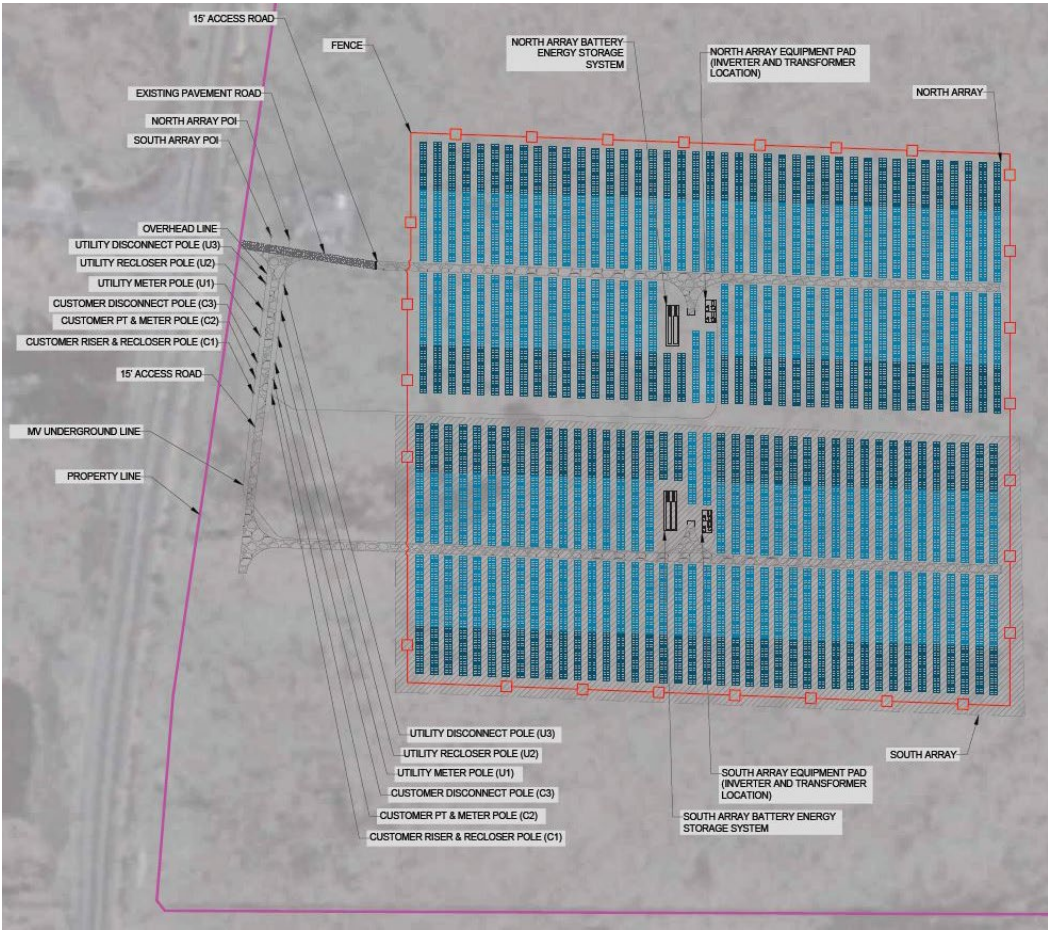 15' ACCESS ROAD
FENCE
NORTH ARRAY BATTERY
ENERGY STORAGE
SYSTEM
NORTH ARRAY EQUIPMENT PAD
(INVERTER AND TRANSFORMER
LOCATION)
NORTH ARRAY
EXISTING PAVEMENT ROAD
NORTH ARRAY POI
SOUTH ARRAY POI
OVERHEAD LINE
UTILITY DISCONNECT POLE (U3)
UTILITY RECLOSER POLE (U2)
UTILITY METER POLE (U1)
CUSTOMER DISCONNECT POLE (C3)
CUSTOMER PT & METER POLE (C2)
CUSTOMER RISER & RECLOSER POLE (C1)
15' ACCESS ROAD
MV UNDERGROUND LINE
PROPERTY LINE
UTILITY DISCONNECT POLE (U3)
UTILITY RECLOSER POLE (U2)
UTILITY METER POLE (U1)
CUSTOMER DISCONNECT POLE (C3)
CUSTOMER PT & METER POLE (C2)
CUSTOMER RISER & RECLOSER POLE (C1)
SOUTH ARRAY
SOUTH ARRAY EQUIPMENT PAD
(INVERTER AND TRANSFORMER
LOCATION)
SOUTH ARRAY BATTERY ENERGY
STORAGE SYSTEM